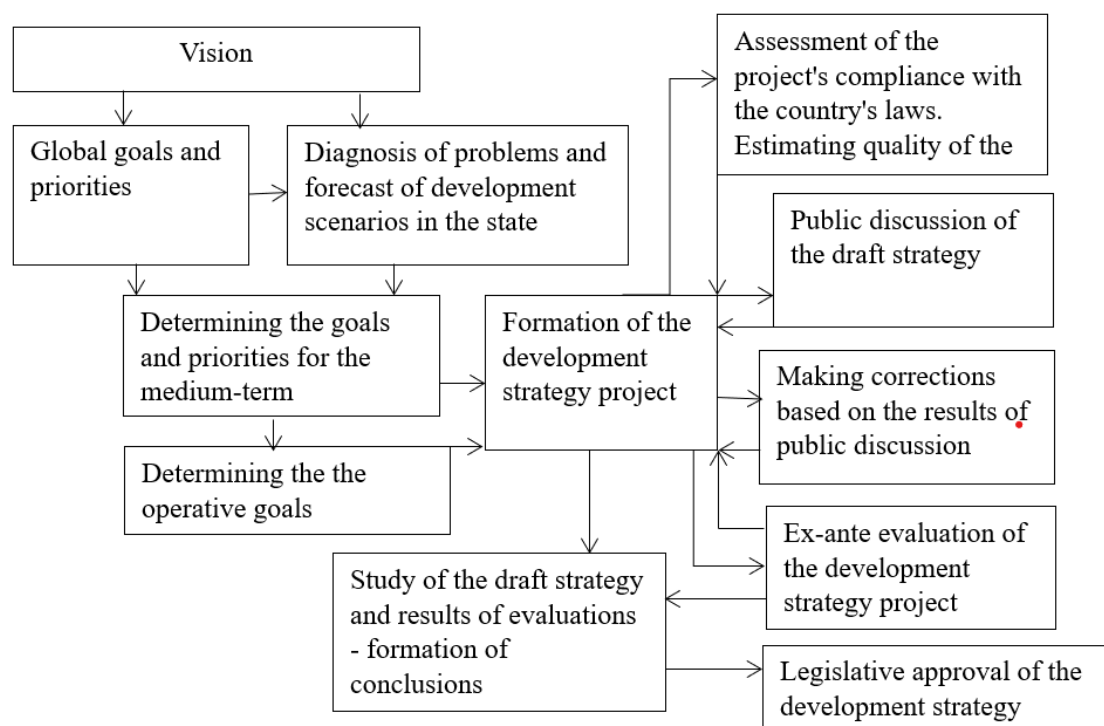 Vision
Global goals and
priorities
Diagnosis of problems and
forecast of development
scenarios in the state
Determining the goals
and priorities for the
medium-term
Determining the the
operative goals
Formation of the
development
strategy project
Assessment of the
project's compliance with
the country's laws.
Estimating quality of the
Public discussion of
the draft strategy
Making corrections
based on the results of
public discussion
Ex-ante evaluation of
the development
strategy project
Study of the draft strategy
and results of evaluations
- formation of
conclusions
Legislative approval of the
development strategy